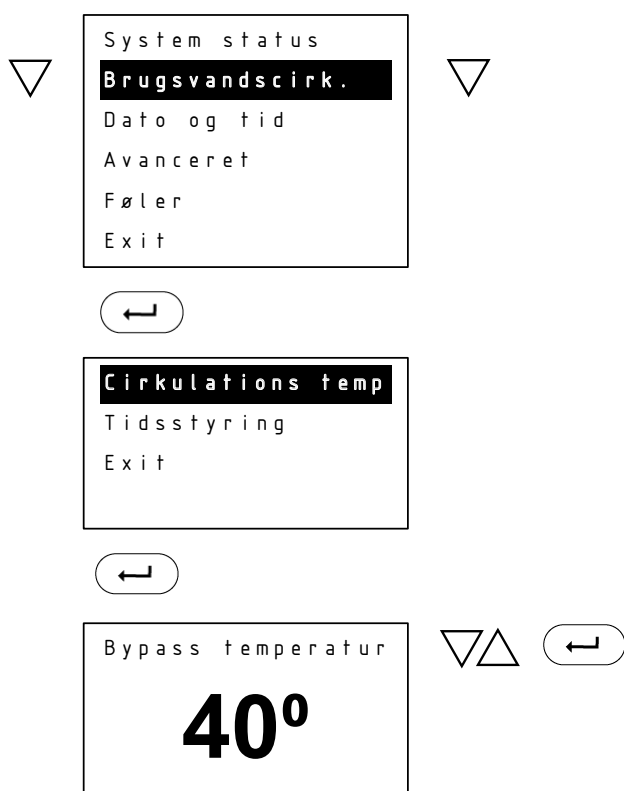 System status
Brugsvandscirk.
Dato og tid
Avanceret
Føler
Exit
Cirkulations temp
Tidsstyring
Exit
Bypass temperatur
40º